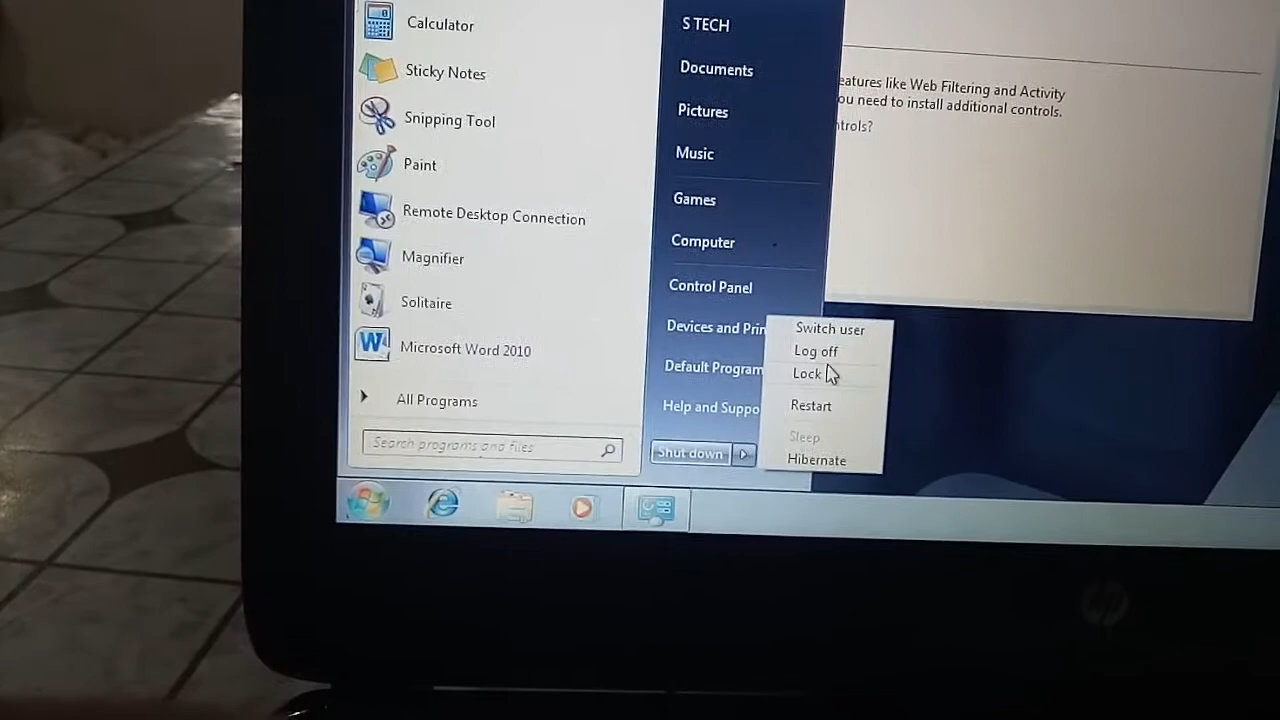 Calculator
Sticky Notes
Snipping Tool
Paint
Remote Desktop Connection
Magnifier
Solitaire
Microsoft Word 2010
All Programs
Search programs and files
S TECH
Documents
Pictures
Music
Games
Computer
Control Panel
Devices and Prin
Default Program
Help and Suppo
Shut down
Switch user
Log off
Lock
Restart
Sleep
Hibernate
eatures like Web Filtering and Activity
ou need to install additional controls.
ntrols?
hp